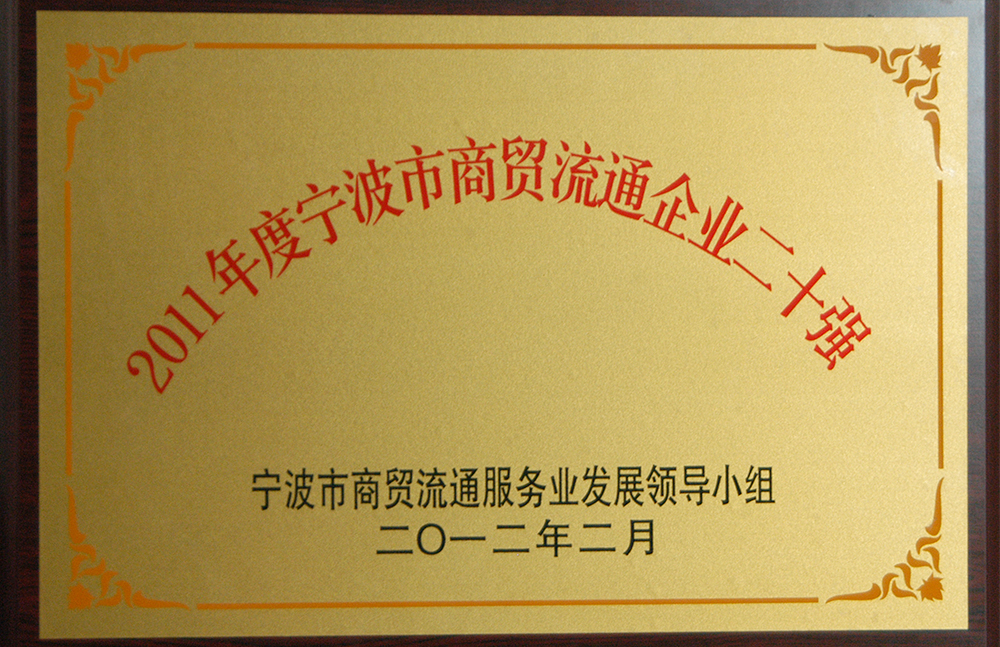 2011年度宁波市商贸流通企业二十强
宁波市商贸流通服务业发展领导小组
二〇一二年二月